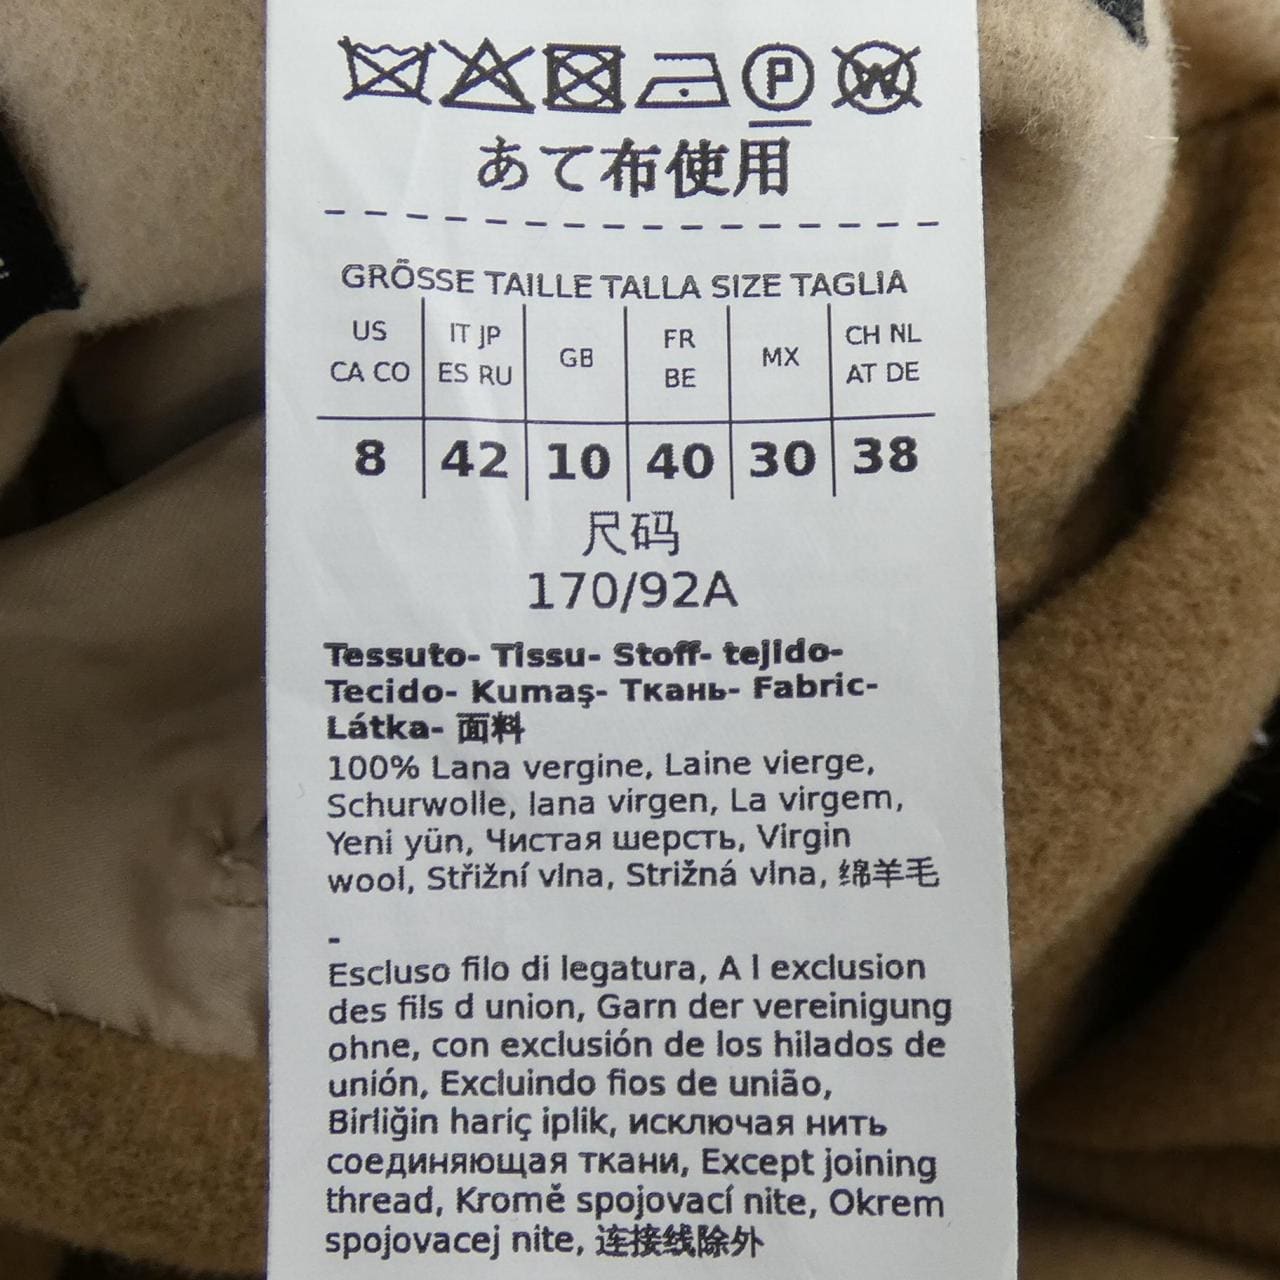 P W
あて布使用
GRÖSSE TAILLE TALLA SIZE TAGLIA
US IT JP GB FR MX CH NL
CA CO ES RU BE AT DE
8 42 10 40 30 38
尺码
170/92A
Tessuto- Tissu- Stoff- tejido-
Tecido- Kumaş- Ткань- Fabric-
Látka- 面料
100% Lana vergine, Laine vierge,
Schurwolle, lana virgen, La virgem,
Yeni yün, Чистая шерсть, Virgin
wool, Střižní vlna, Strižná vlna, 绵羊毛
-
Escluso filo di legatura, A l exclusion
des fils d union, Garn der vereinigung
ohne, con exclusión de los hilados de
unión, Excluindo fios de união,
Birliğin hariç iplik, исключая нить
соединяющая ткани, Except joining
thread, Kromě spojovací nite, Okrem
spojovacej nite, 连接线除外